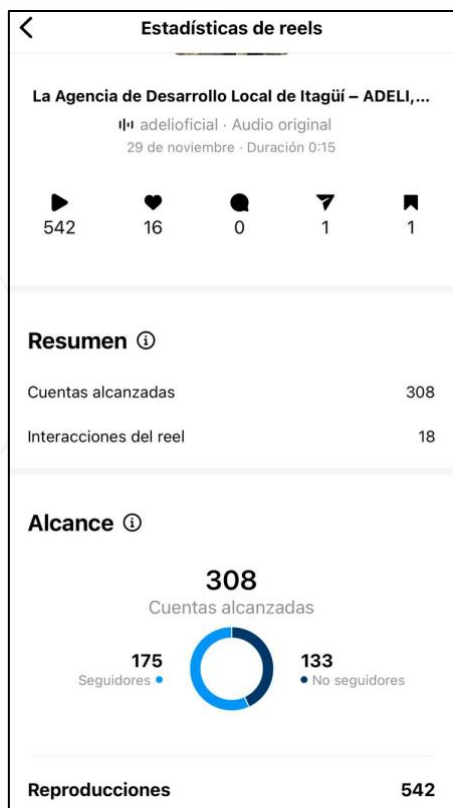 Estadísticas de reels
La Agencia de Desarrollo Local de Itagüí – ADELI,...
adelioficial · Audio original
29 de noviembre · Duración 0:15
542 16 0 1 1
Resumen
Cuentas alcanzadas 308
Interacciones del reel 18
Alcance
308
Cuentas alcanzadas
175 133
Seguidores No seguidores
Reproducciones 542